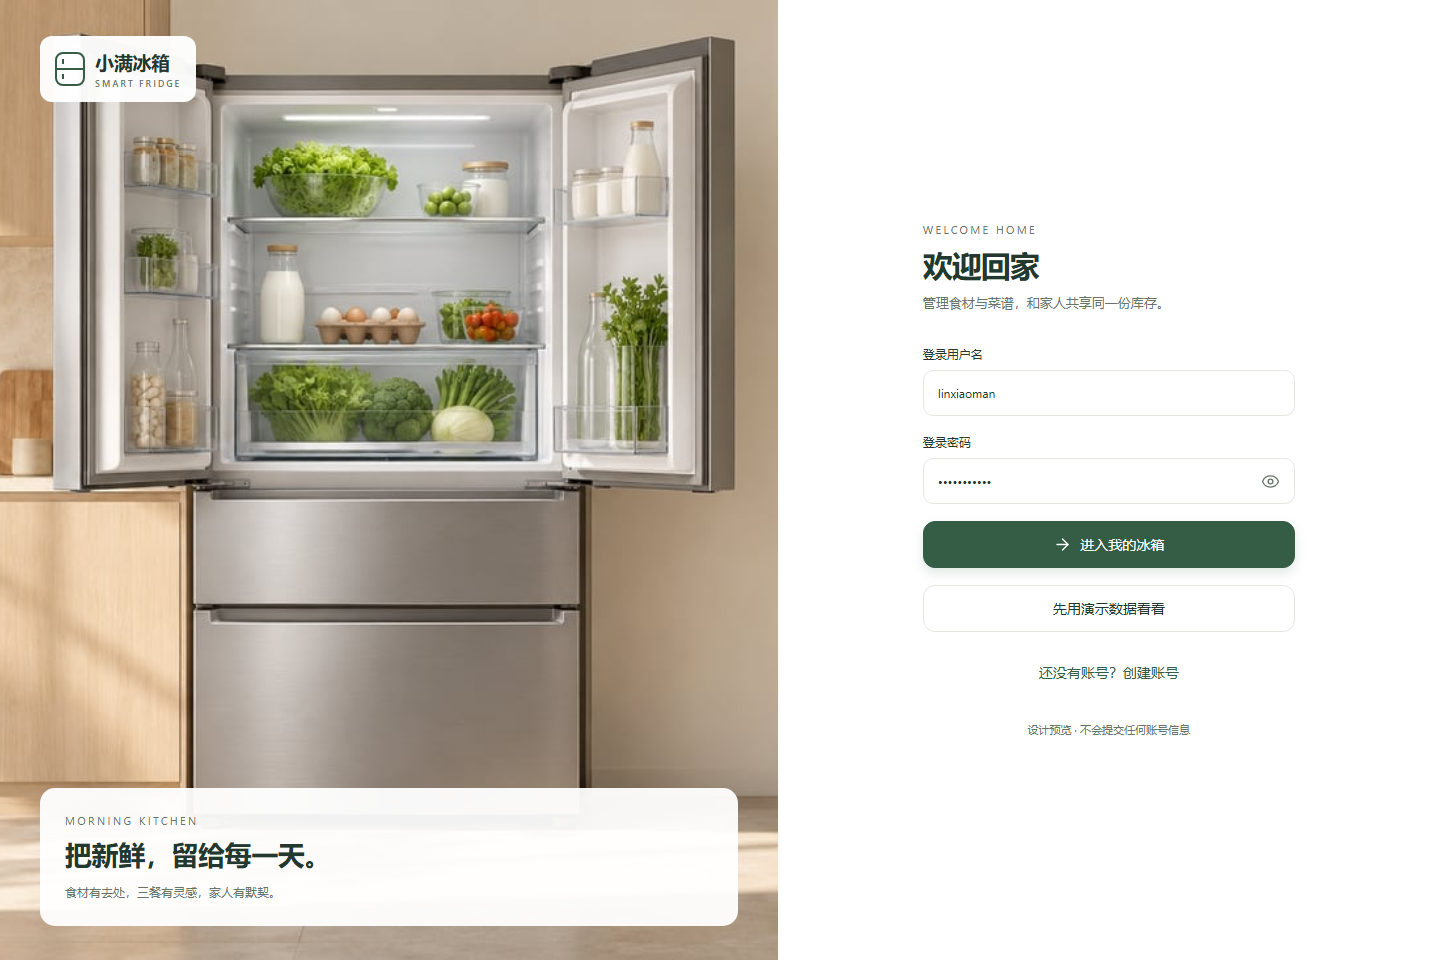 小满冰箱
SMART FRIDGE
MORNING KITCHEN
把新鲜，留给每一天。
食材有去处，三餐有灵感，家人有默契。
WELCOME HOME
欢迎回家
管理食材与菜谱，和家人共享同一份库存。
登录用户名
linxiaoman
登录密码
•••••••••••
进入我的冰箱
先用演示数据看看
还没有账号？创建账号
设计预览 · 不会提交任何账号信息